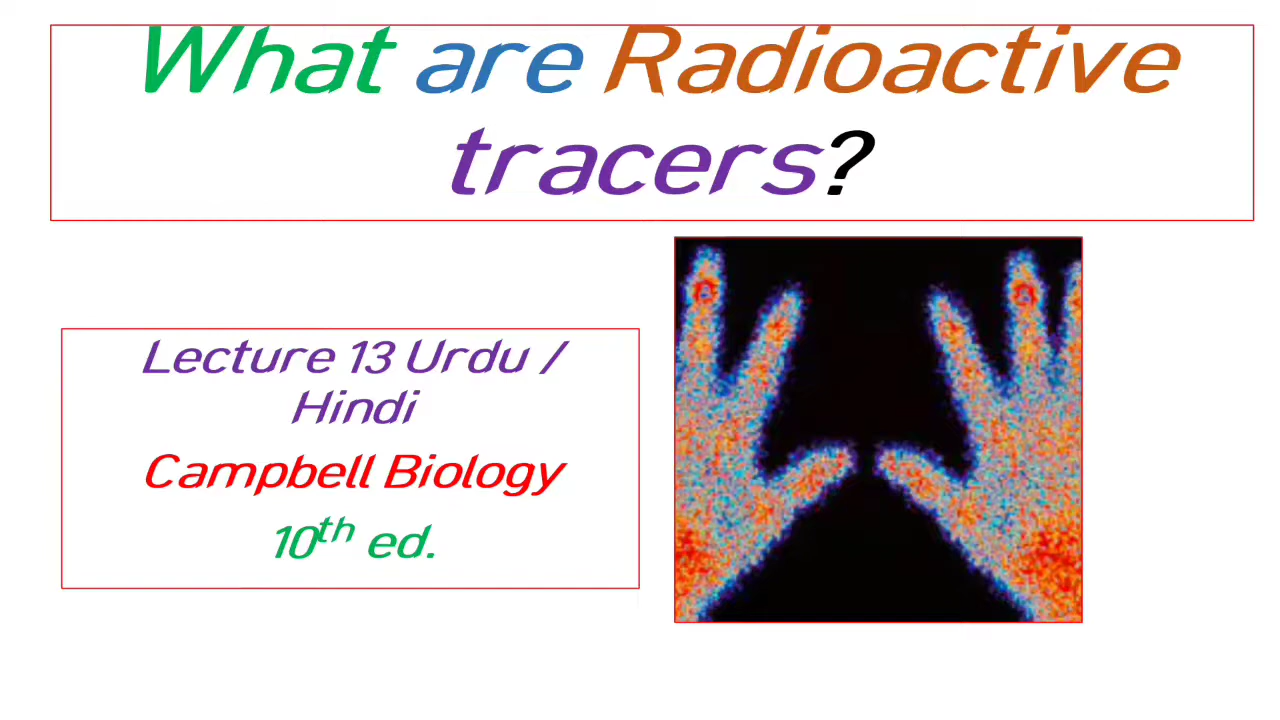 What are Radioactive
tracers?
Lecture 13 Urdu /
Hindi
Campbell Biology
10th ed.